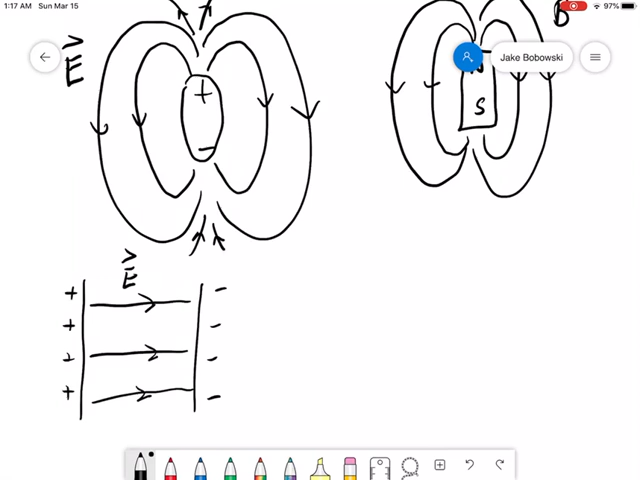 1:17 AM Sun Mar 15
97%
E
B
Jake Bobowski
+
N
S
−
E
+ −
+ −
+ −
+ −